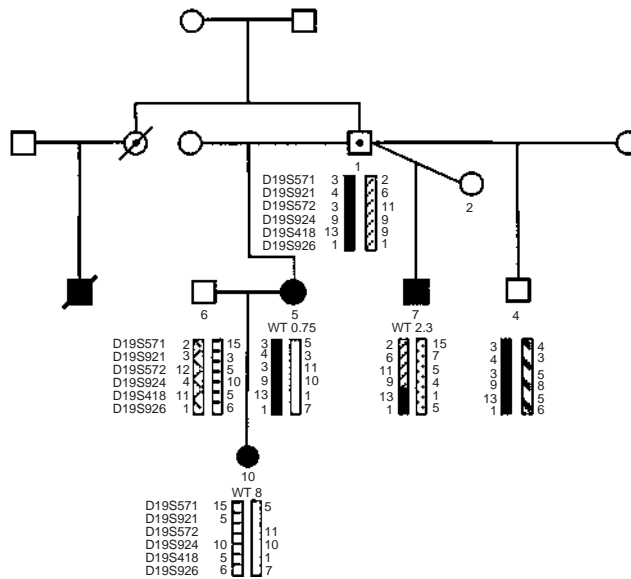 1
2
D19S571 3 2
D19S921 4 6
D19S572 3 11
D19S924 9 9
D19S418 13 9
D19S926 1 1
6 5 7 4
WT 0.75 WT 2.3
D19S571 2 15 3 5 2 15 4 4
D19S921 3 3 4 3 6 7 3 3
D19S572 12 5 3 11 11 5 3 5
D19S924 4 10 9 10 9 4 9 8
D19S418 11 5 13 1 13 1 13 5
D19S926 1 6 1 7 1 5 1 6
10
WT 8
D19S571 15 5
D19S921 5
D19S572 11
D19S924 10 10
D19S418 5 1
D19S926 6 7